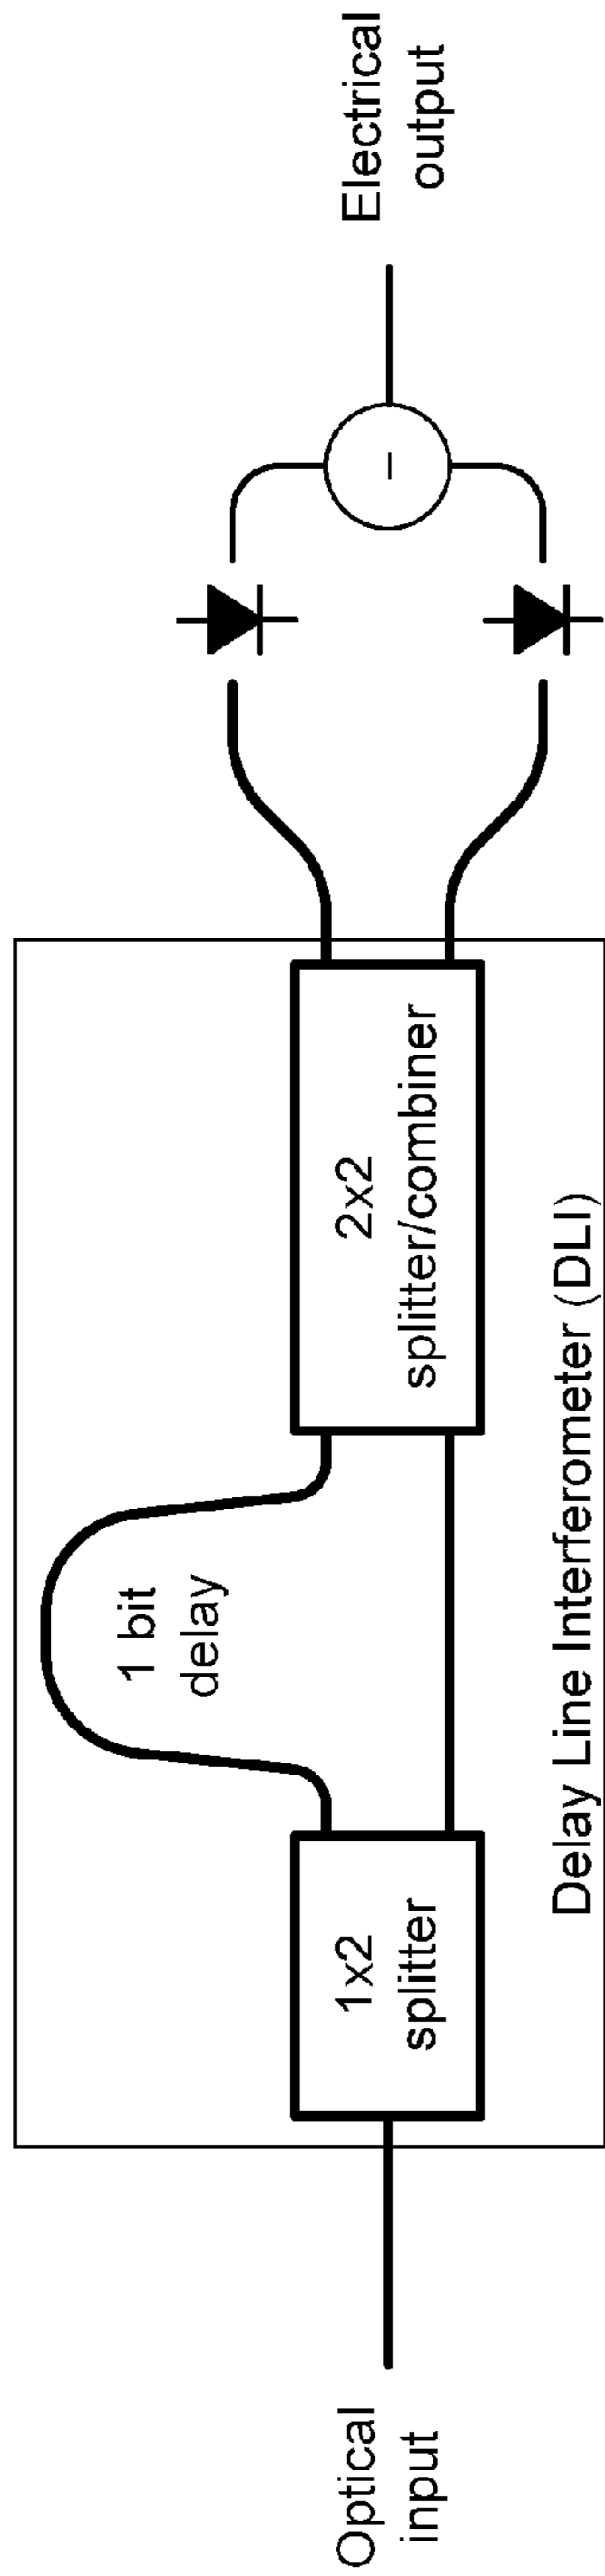 Optical
input
1x2
splitter
1 bit
delay
2x2
splitter/combiner
Delay Line Interferometer (DLI)
–
Electrical
output